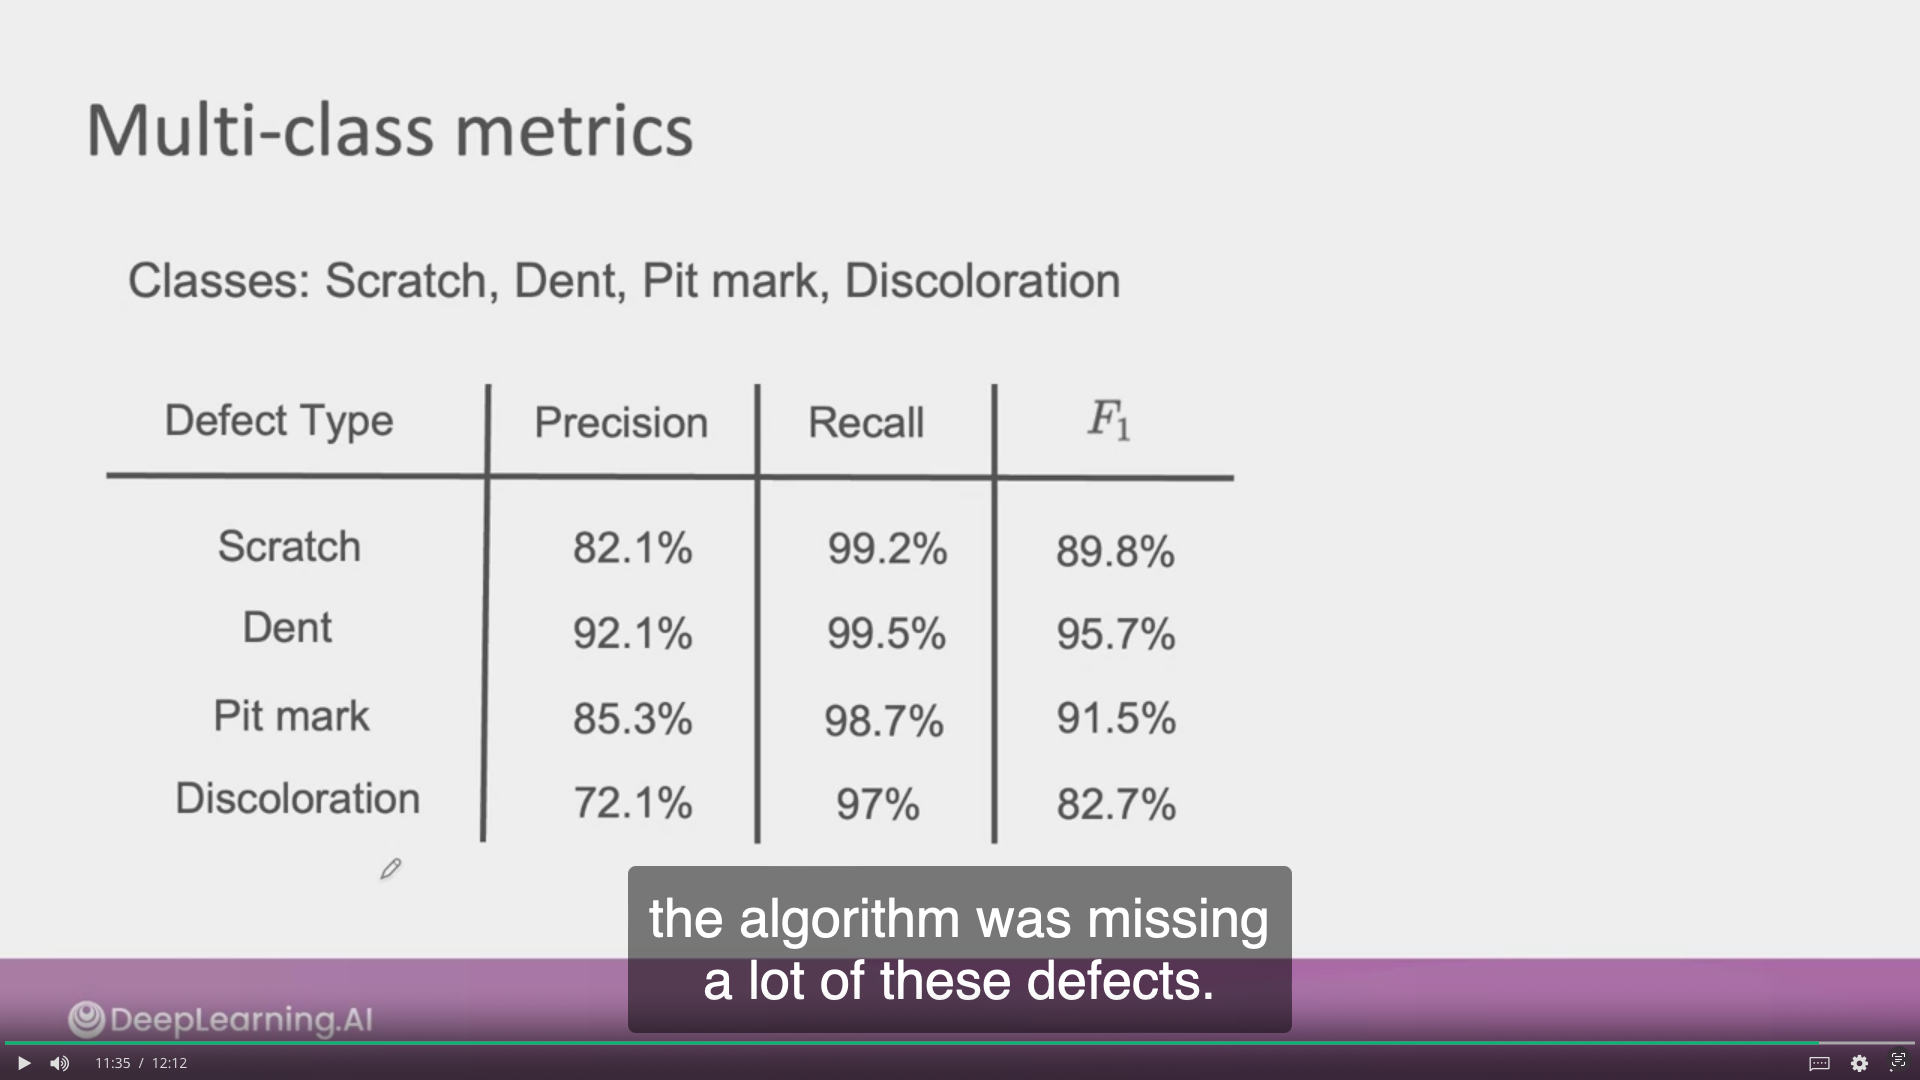 Multi-class metrics
Classes: Scratch, Dent, Pit mark, Discoloration
Defect Type Precision Recall F₁
Scratch 82.1% 99.2% 89.8%
Dent 92.1% 99.5% 95.7%
Pit mark 85.3% 98.7% 91.5%
Discoloration 72.1% 97% 82.7%
the algorithm was missing
a lot of these defects.
DeepLearning.AI
11:35 / 12:12